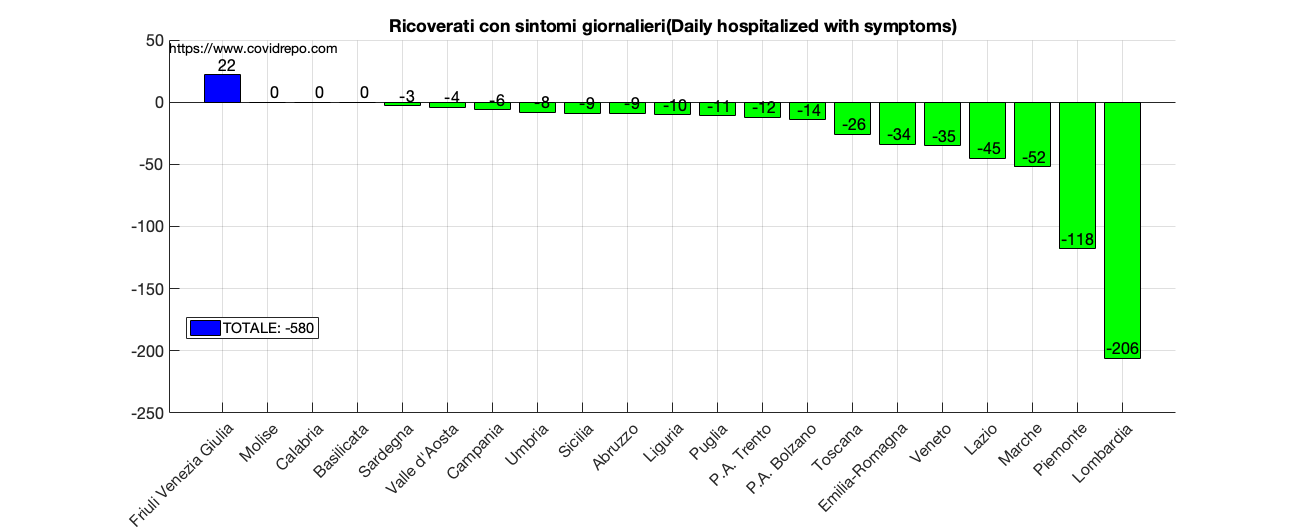 Ricoverati con sintomi giornalieri(Daily hospitalized with symptoms)
https://www.covidrepo.com
50
0
-50
-100
-150
-200
-250
22
0
0
0
-3
-4
-6
-8
-9
-9
-10
-11
-12
-14
-26
-34
-35
-45
-52
-118
-206
TOTALE: -580
Friuli Venezia Giulia
Molise
Calabria
Basilicata
Sardegna
Valle d'Aosta
Campania
Umbria
Sicilia
Abruzzo
Liguria
Puglia
P.A. Trento
P.A. Bolzano
Toscana
Emilia-Romagna
Veneto
Lazio
Marche
Piemonte
Lombardia